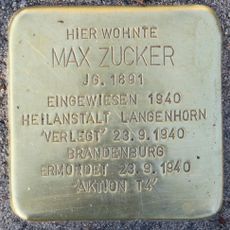 HIER WOHNTE
MAX ZUCKER
JG. 1891
EINGEWIESEN 1940
HEILANSTALT LANGENHORN
'VERLEGT' 23.9.1940
BRANDENBURG
ERMORDET 23.9.1940
'AKTION T4'